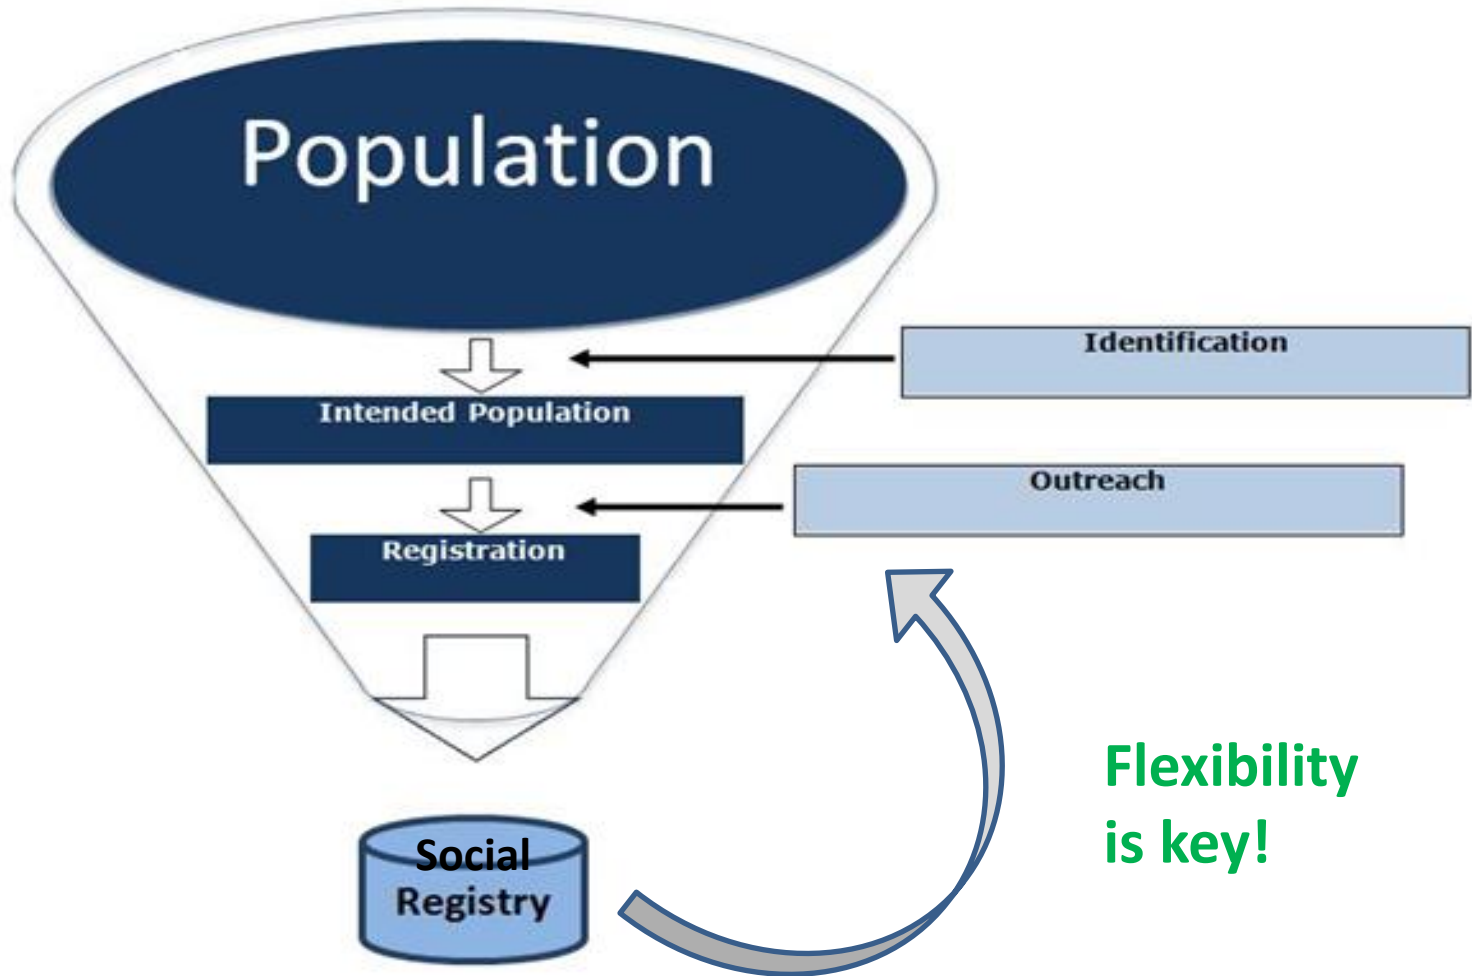 Population
Identification
Intended Population
Outreach
Registration
Flexibility
is key!
Social
Registry